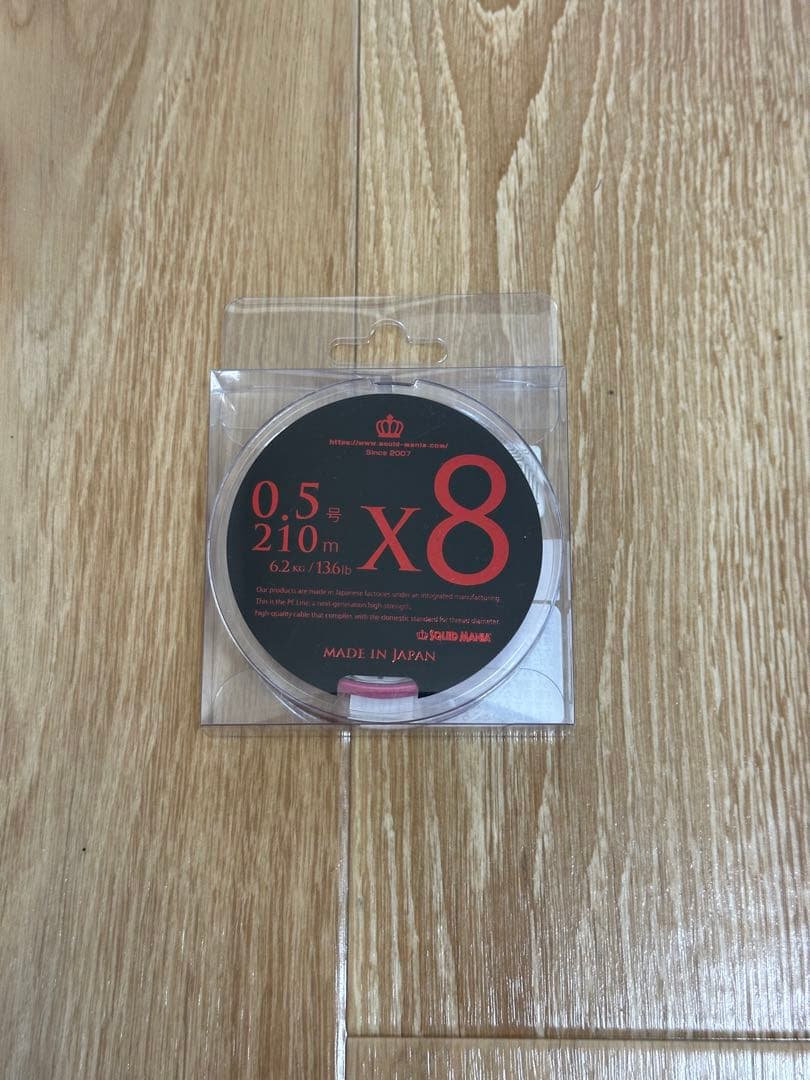 https://www.squid-mania.com/
Since 2007
0.5号
210m
6.2KG/13.6lb
X8
Our products are made in Japanese factories under an integrated manufacturing.
This is the PE Line, a next-generation high-strength,
high-quality cable that complies with the domestic standard for thread diameter.
SQUID MANIA
MADE IN JAPAN